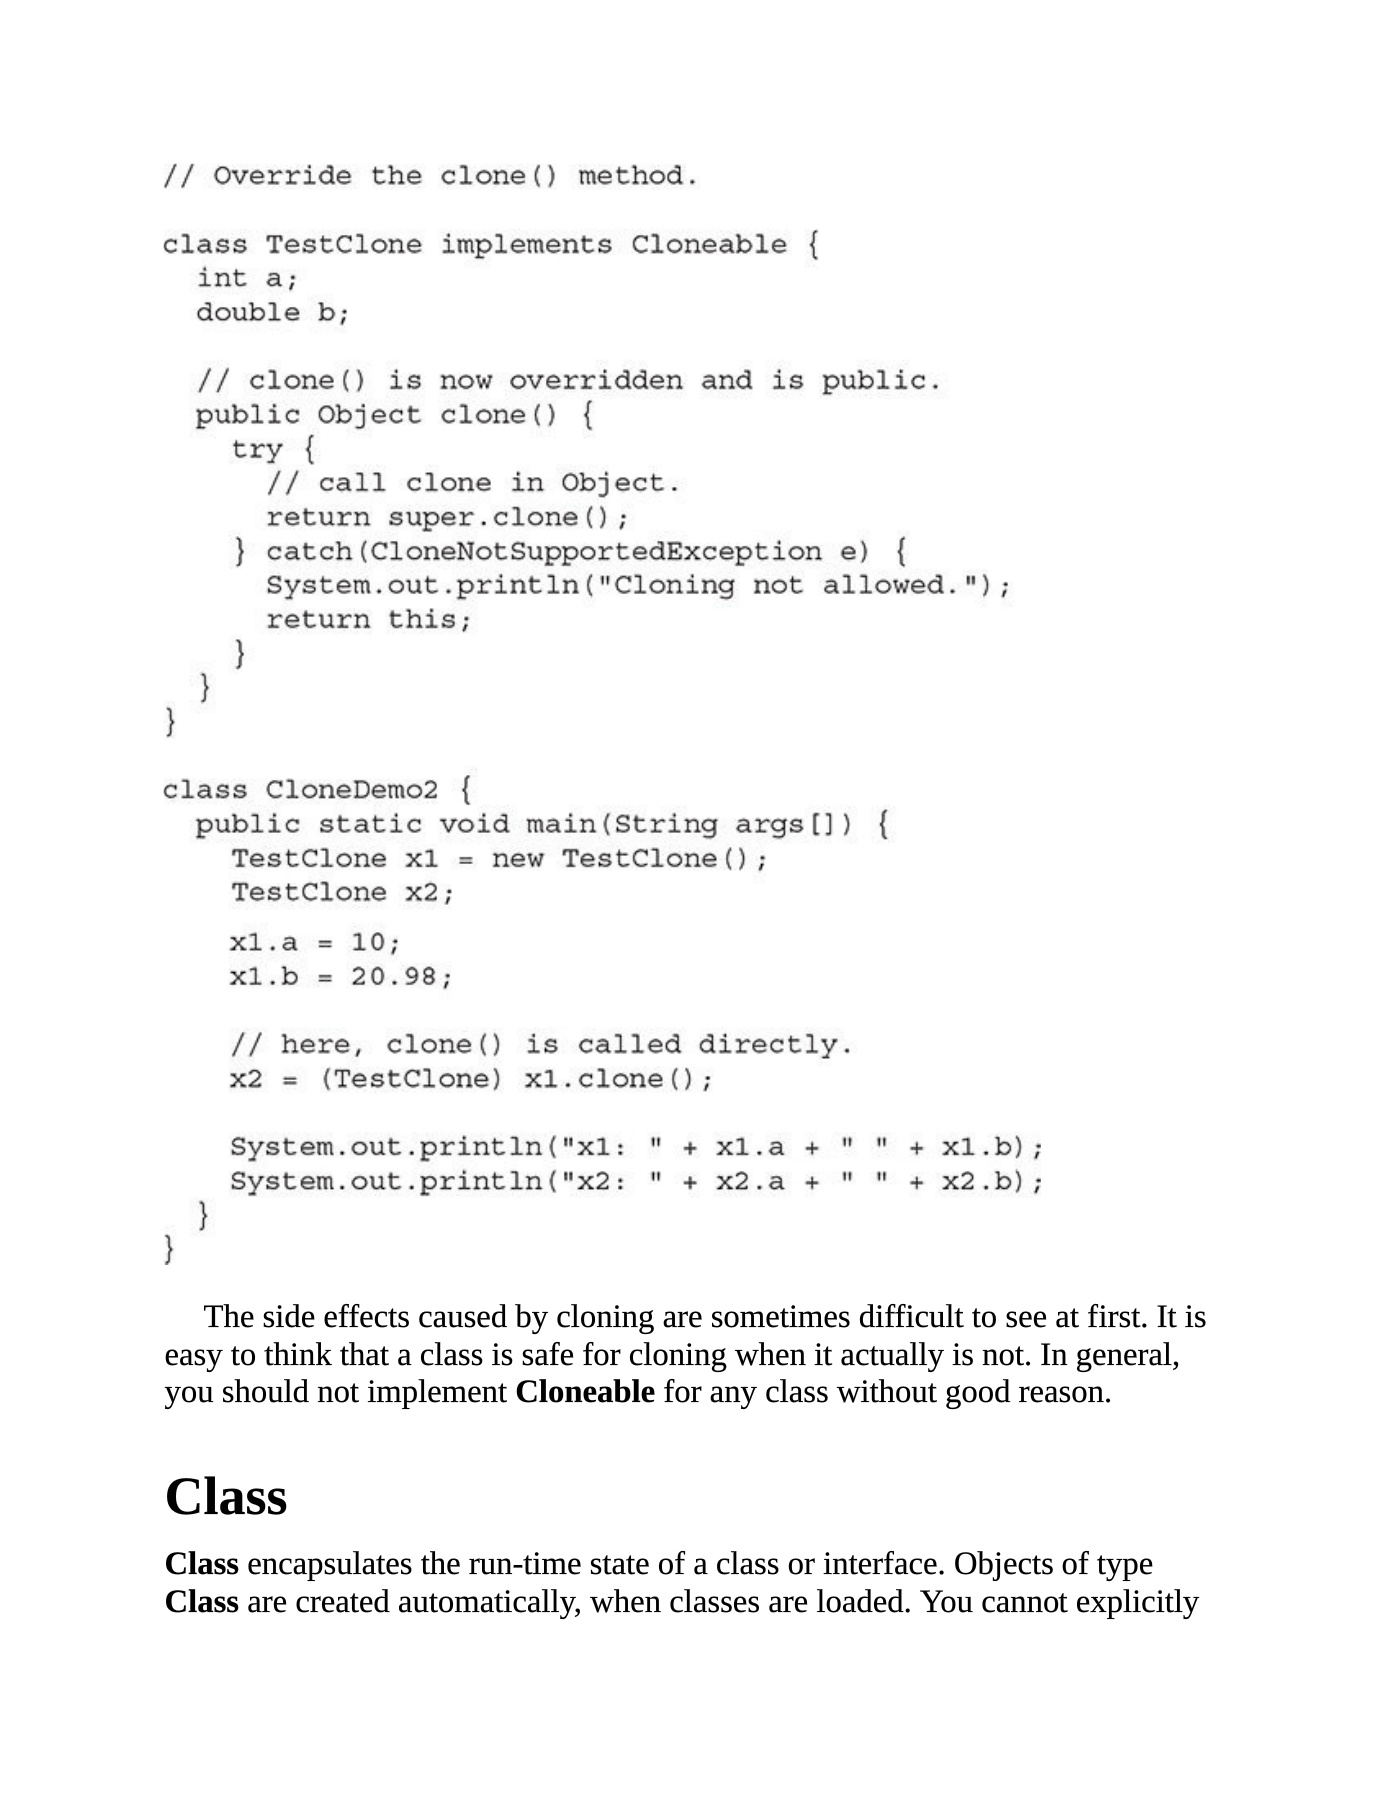 // Override the clone() method.

class TestClone implements Cloneable {
  int a;
  double b;

  // clone() is now overridden and is public.
  public Object clone() {
    try {
      // call clone in Object.
      return super.clone();
    } catch(CloneNotSupportedException e) {
      System.out.println("Cloning not allowed.");
      return this;
    }
  }
}

class CloneDemo2 {
  public static void main(String args[]) {
    TestClone x1 = new TestClone();
    TestClone x2;

    x1.a = 10;
    x1.b = 20.98;

    // here, clone() is called directly.
    x2 = (TestClone) x1.clone();

    System.out.println("x1: " + x1.a + " " + x1.b);
    System.out.println("x2: " + x2.a + " " + x2.b);
  }
}

The side effects caused by cloning are sometimes difficult to see at first. It is
easy to think that a class is safe for cloning when it actually is not. In general,
you should not implement Cloneable for any class without good reason.

Class
Class encapsulates the run-time state of a class or interface. Objects of type
Class are created automatically, when classes are loaded. You cannot explicitly